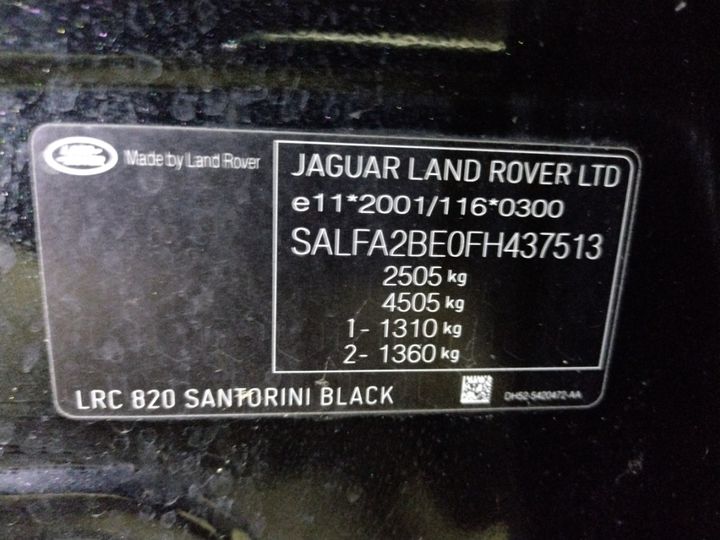 Made by Land Rover
JAGUAR LAND ROVER LTD
e11*2001/116*0300
SALFA2BE0FH437513
2505 kg
4505 kg
1- 1310 kg
2- 1360 kg
LRC 820 SANTORINI BLACK
DH52-5420472-AA